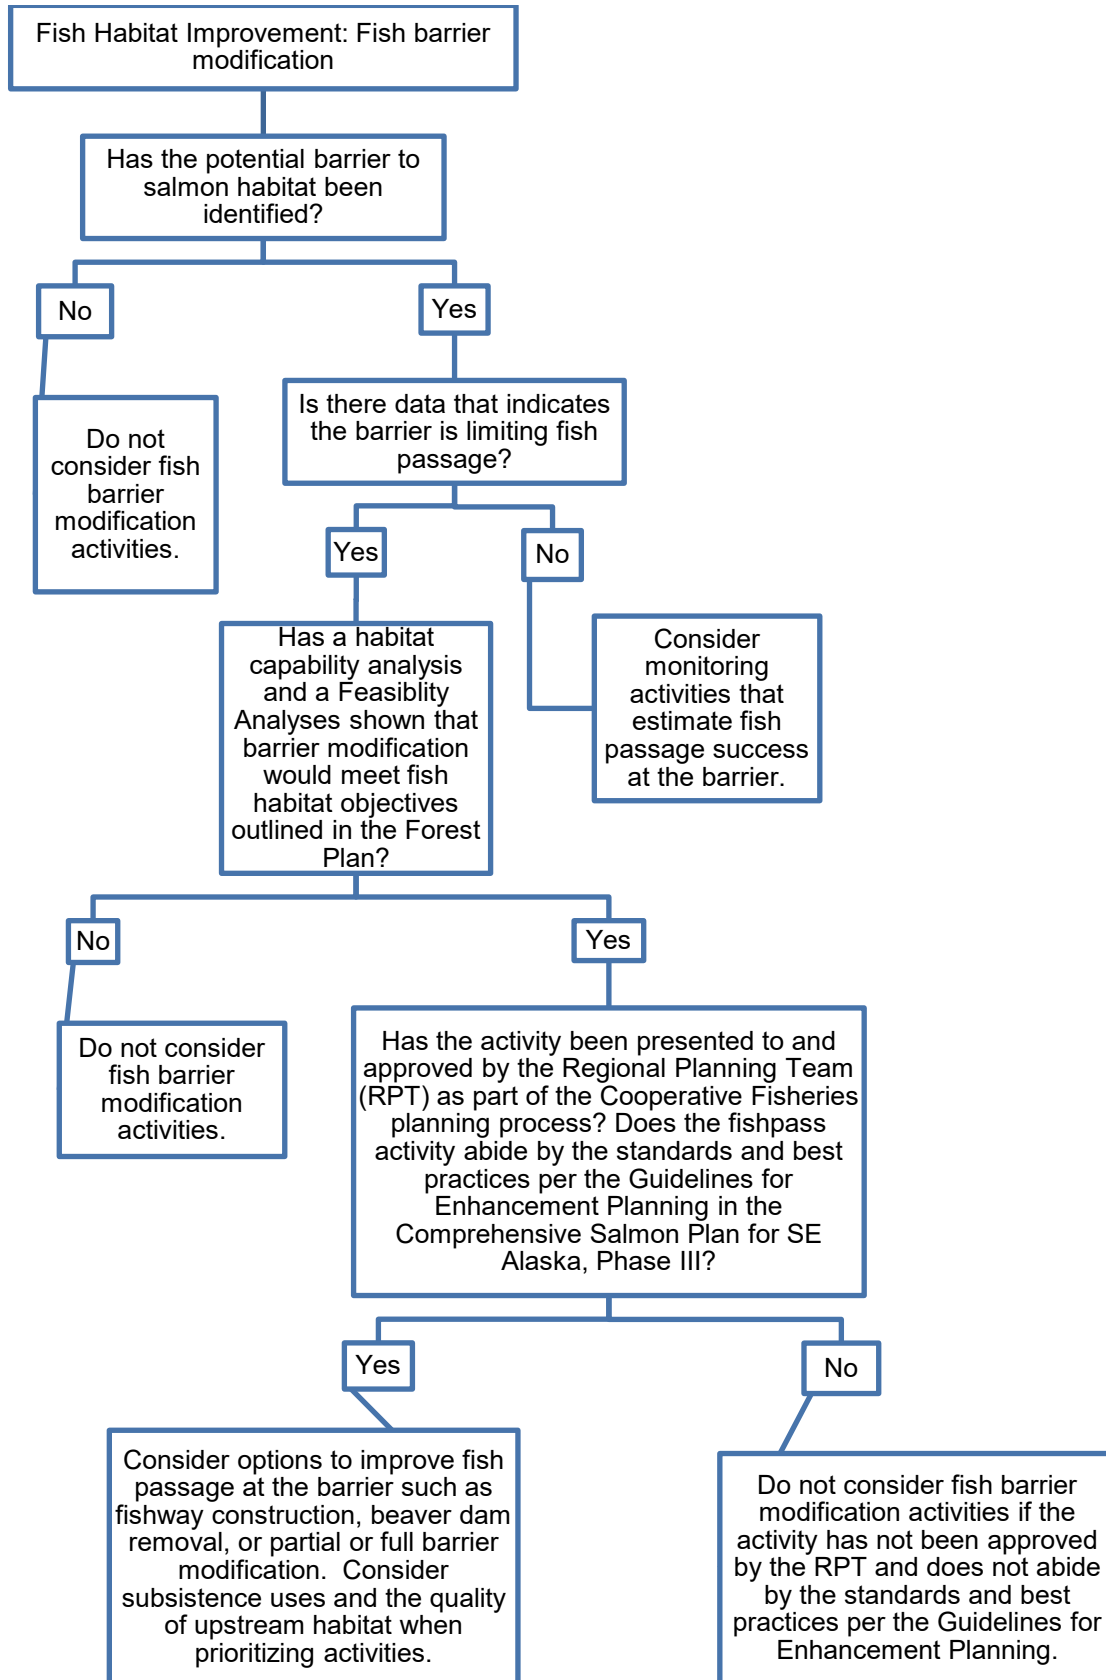 Fish Habitat Improvement: Fish barrier
modification
Has the potential barrier to
salmon habitat been
identified?
No
Yes
Do not
consider fish
barrier
modification
activities.
Is there data that indicates
the barrier is limiting fish
passage?
Yes
No
Has a habitat
capability analysis
and a Feasiblity
Analyses shown that
barrier modification
would meet fish
habitat objectives
outlined in the Forest
Plan?
Consider
monitoring
activities that
estimate fish
passage success
at the barrier.
No
Yes
Do not consider
fish barrier
modification
activities.
Has the activity been presented to and
approved by the Regional Planning Team
(RPT) as part of the Cooperative Fisheries
planning process? Does the fishpass
activity abide by the standards and best
practices per the Guidelines for
Enhancement Planning in the
Comprehensive Salmon Plan for SE
Alaska, Phase III?
Yes
No
Consider options to improve fish
passage at the barrier such as
fishway construction, beaver dam
removal, or partial or full barrier
modification.  Consider
subsistence uses and the quality
of upstream habitat when
prioritizing activities.
Do not consider fish barrier
modification activities if the
activity has not been approved
by the RPT and does not abide
by the standards and best
practices per the Guidelines for
Enhancement Planning.